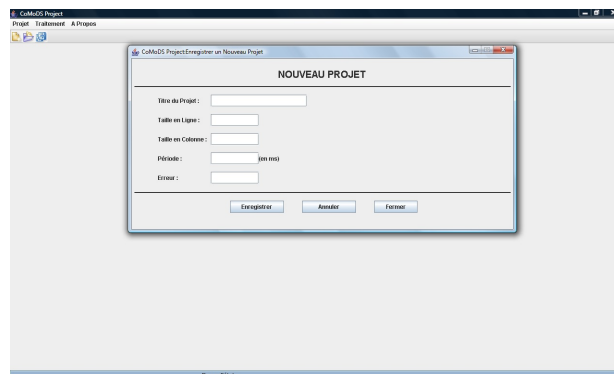 CoMoDS Project
Projet Traitement A Propos
CoMoDS Project:Enregistrer un Nouveau Projet
NOUVEAU PROJET
Titre du Projet :
Taille en Ligne :
Taille en Colonne :
Période : (en ms)
Erreur :
Enregistrer Annuler Fermer